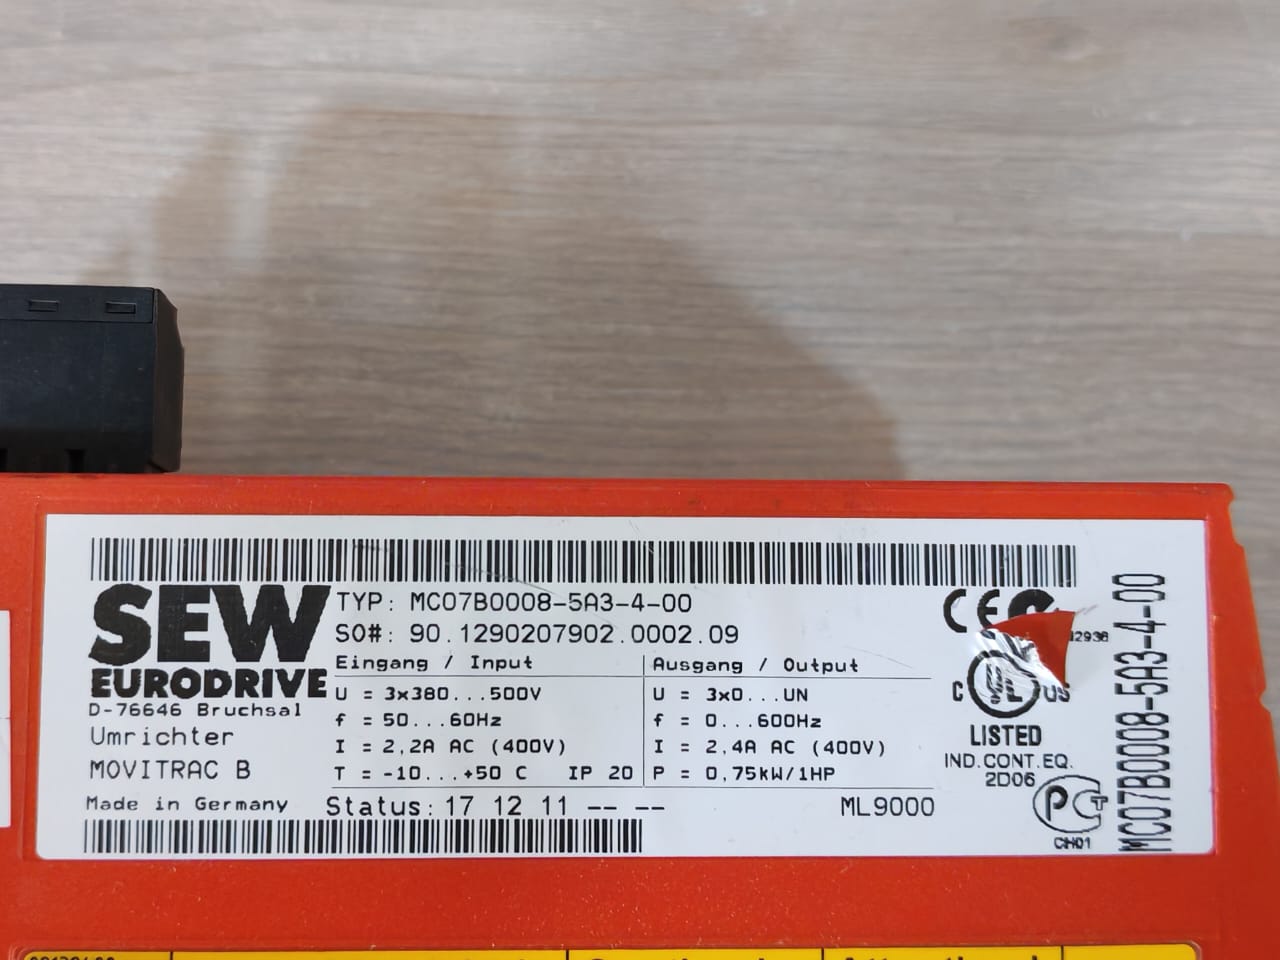 SEW
EURODRIVE
D-76646 Bruchsal
Umrichter
MOVITRAC B
Made in Germany
TYP: MC07B0008-5A3-4-00
SO#: 90.1290207902.0002.09
Eingang / Input
U = 3x380...500V
f = 50...60Hz
I = 2,2A AC (400V)
T = -10...+50 C IP 20
Ausgang / Output
U = 3x0...UN
f = 0...600Hz
I = 2,4A AC (400V)
P = 0,75kW/1HP
Status: 17 12 11 -- --
ML9000
CE
C UL US
LISTED
IND.CONT.EQ.
2D06
PCT
MC07B0008-5A3-4-00